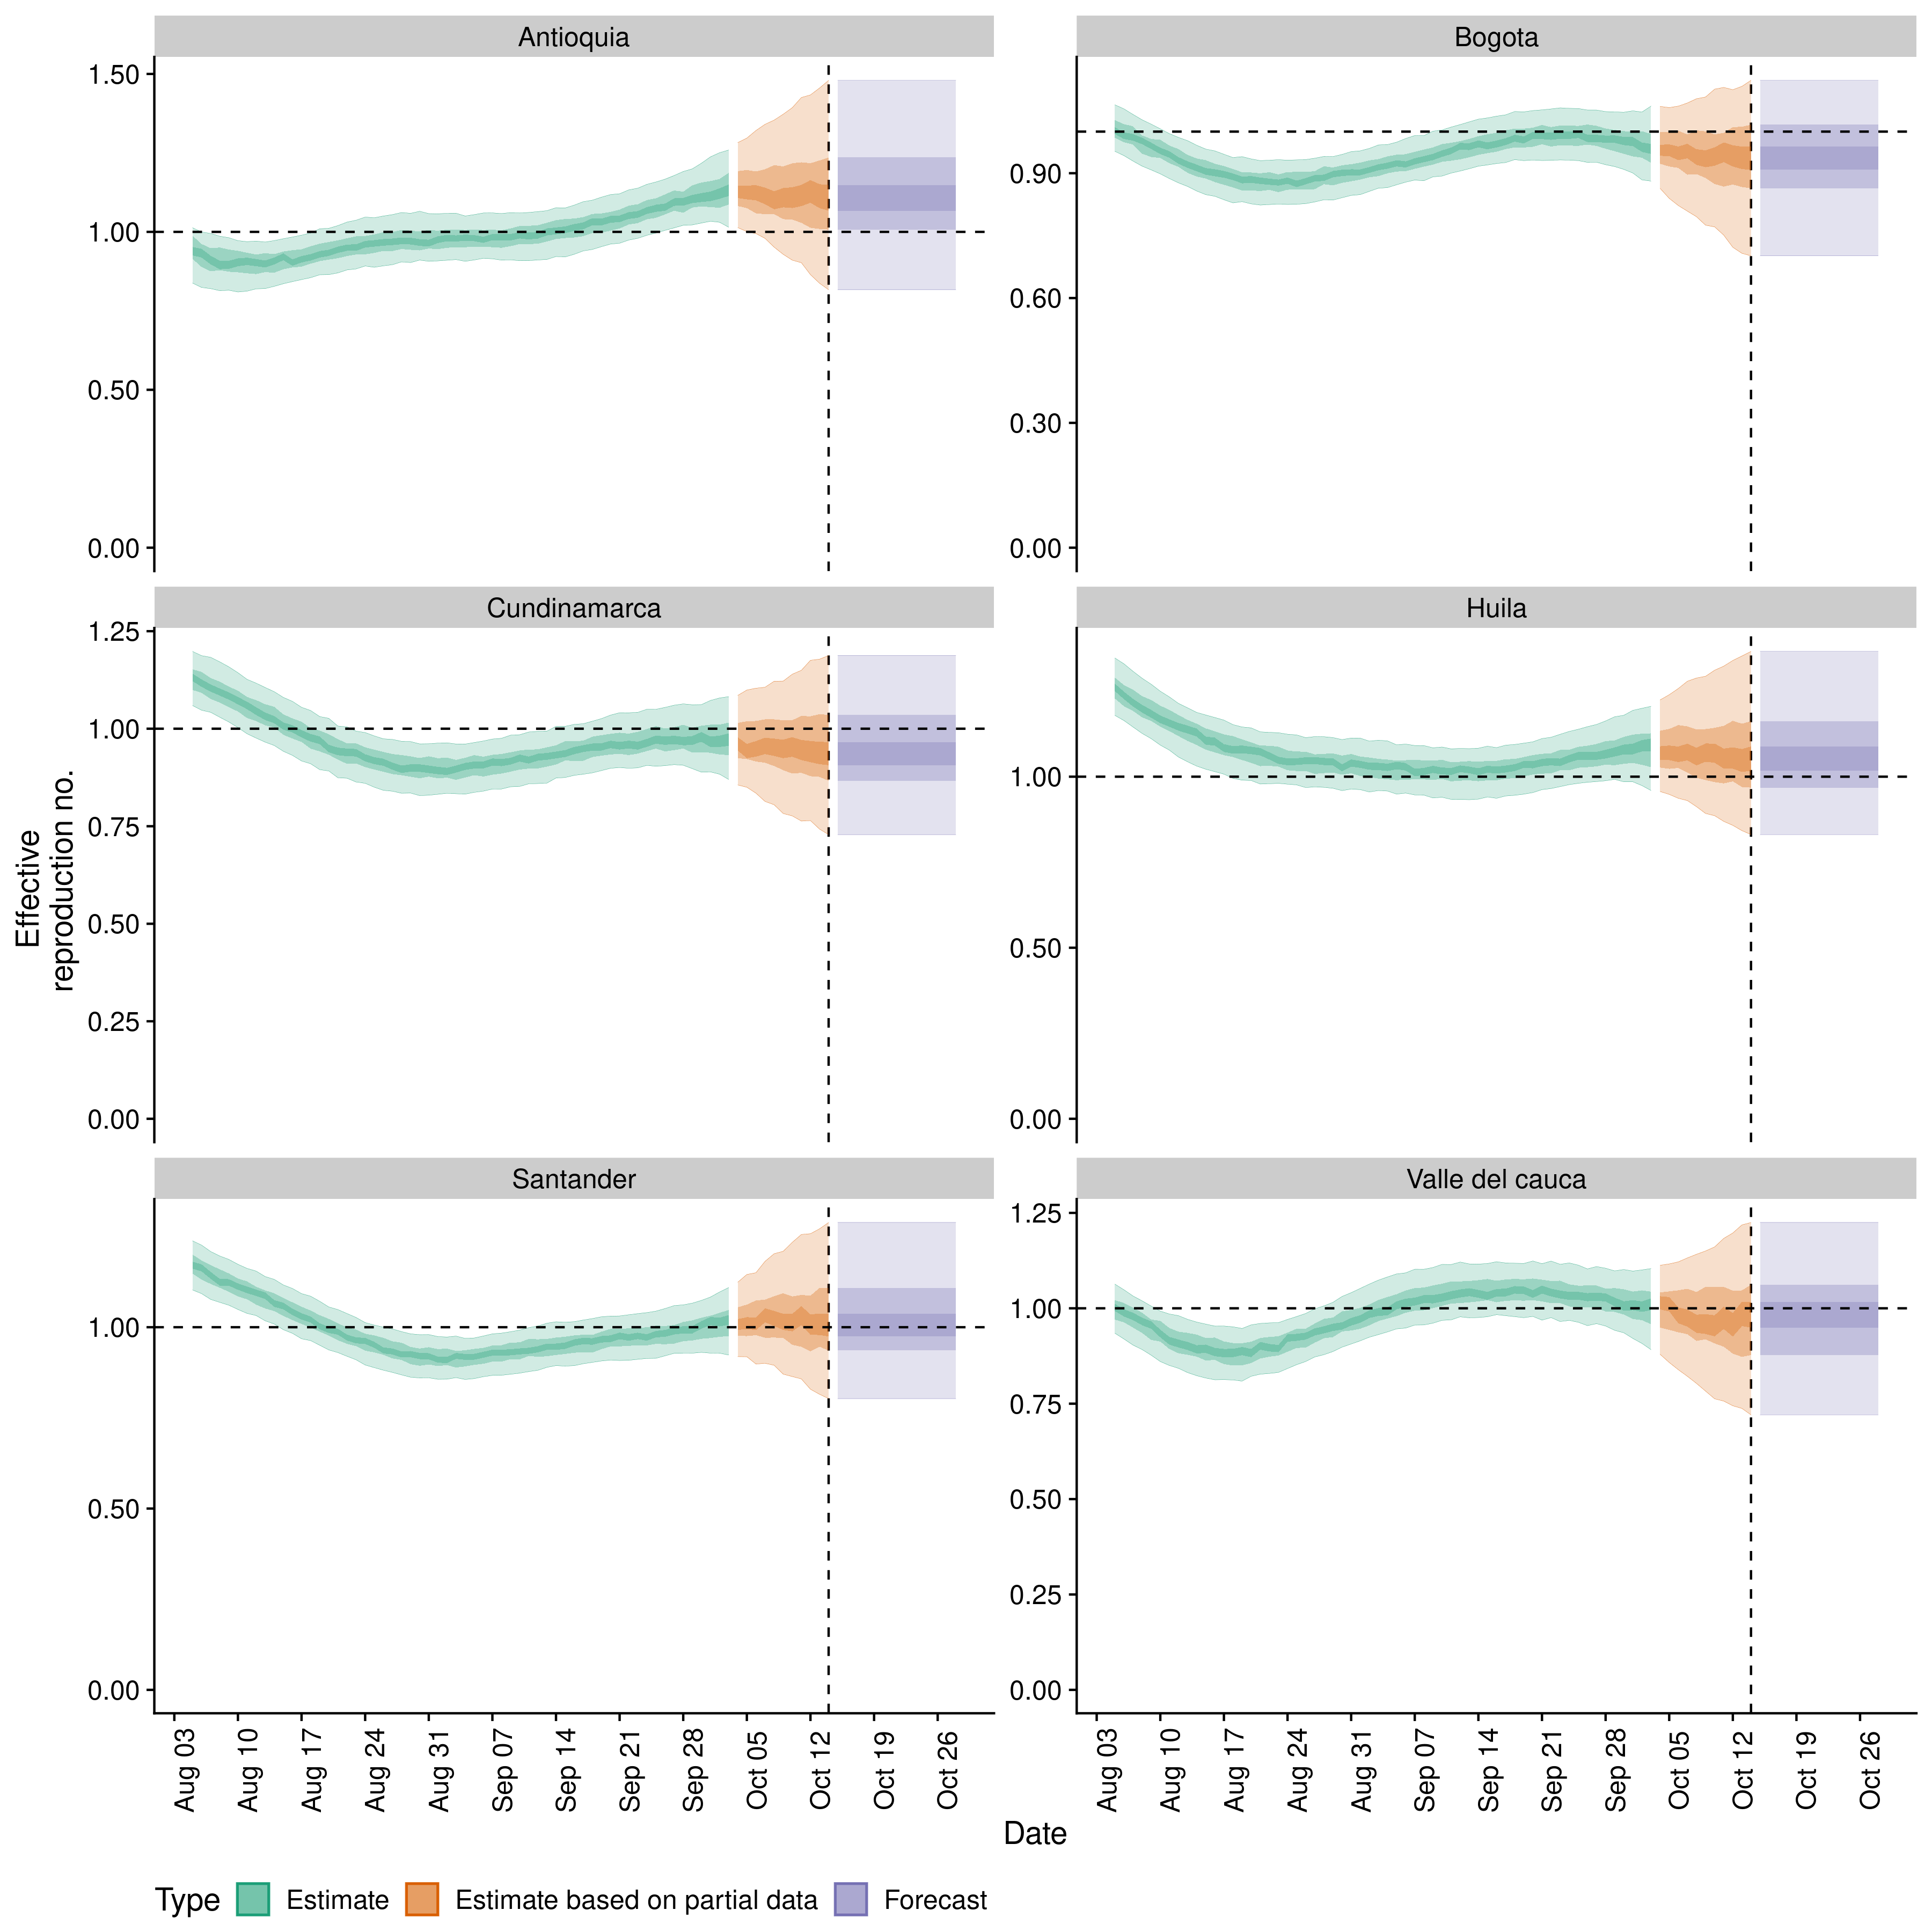 Antioquia
Bogota
1.50
1.00
0.50
0.00
0.90
0.60
0.30
0.00
Cundinamarca
Huila
1.25
1.00
0.75
0.50
0.25
0.00
1.00
0.50
0.00
Effective
reproduction no.
Santander
Valle del cauca
1.00
0.50
0.00
1.25
1.00
0.75
0.50
0.25
0.00
Aug 03
Aug 10
Aug 17
Aug 24
Aug 31
Sep 07
Sep 14
Sep 21
Sep 28
Oct 05
Oct 12
Oct 19
Oct 26
Aug 03
Aug 10
Aug 17
Aug 24
Aug 31
Sep 07
Sep 14
Sep 21
Sep 28
Oct 05
Oct 12
Oct 19
Oct 26
Date
Type Estimate Estimate based on partial data Forecast